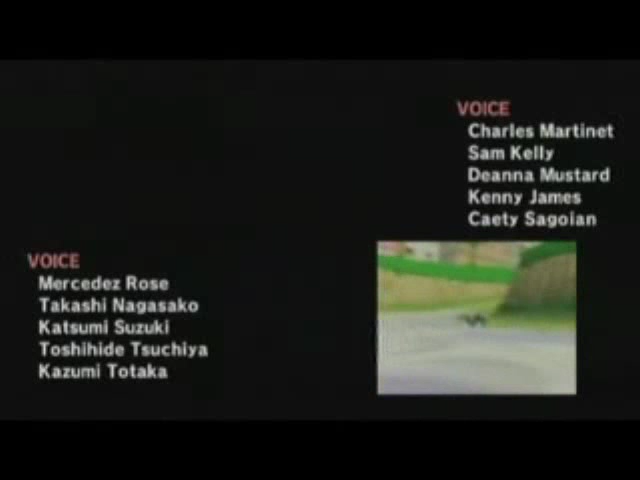 VOICE
Charles Martinet
Sam Kelly
Deanna Mustard
Kenny James
Caety Sagoian
VOICE
Mercedez Rose
Takashi Nagasako
Katsumi Suzuki
Toshihide Tsuchiya
Kazumi Totaka